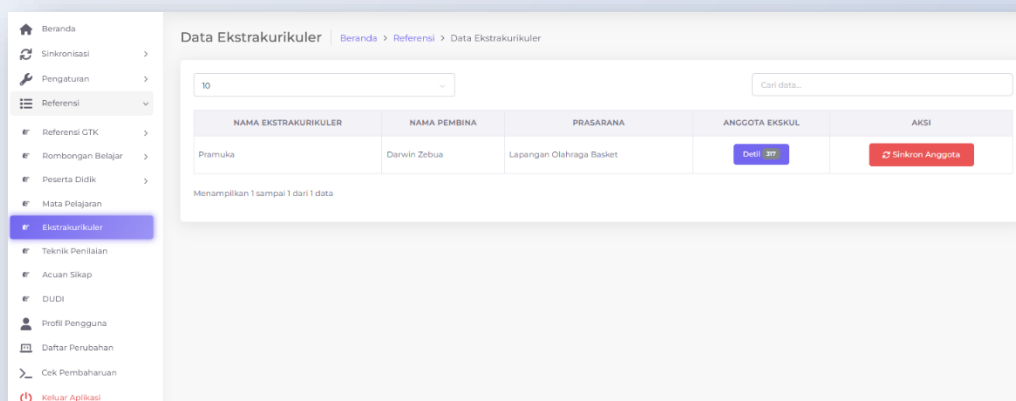 Beranda
Sinkronisasi
Pengaturan
Referensi
Referensi GTK
Rombongan Belajar
Peserta Didik
Mata Pelajaran
Ekstrakurikuler
Teknik Penilaian
Acuan Sikap
DUDI
Profil Pengguna
Daftar Perubahan
Cek Pembaharuan
Keluar Aplikasi
Data Ekstrakurikuler Beranda > Referensi > Data Ekstrakurikuler
10 Cari data...
NAMA EKSTRAKURIKULER NAMA PEMBINA PRASARANA ANGGOTA EKSKUL AKSI
Pramuka Darwin Zebua Lapangan Olahraga Basket Detil 317 Sinkron Anggota
Menampilkan 1 sampai 1 dari 1 data